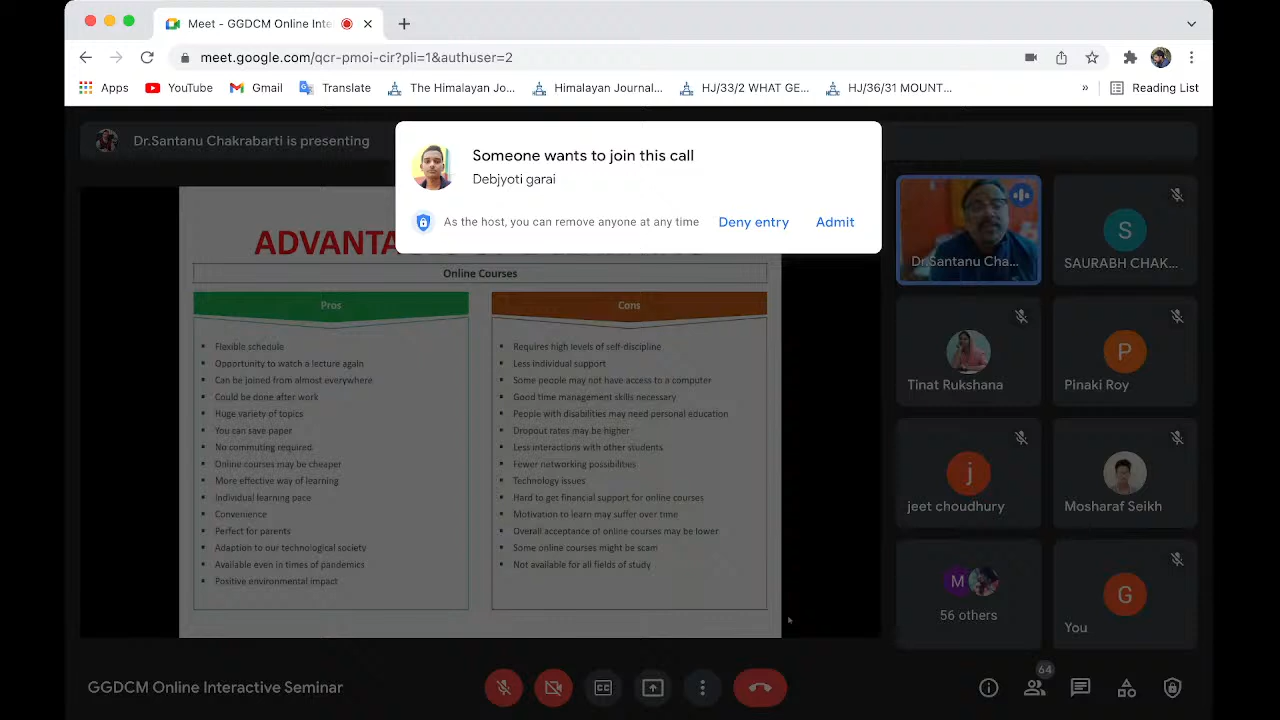 Meet - GGDCM Online Inte
meet.google.com/qcr-pmoi-cir?pli=1&authuser=2
Apps
YouTube
Gmail
Translate
The Himalayan Jo...
Himalayan Journal...
HJ/33/2 WHAT GE...
HJ/36/31 MOUNT...
»
Reading List
Dr.Santanu Chakrabarti is presenting
Someone wants to join this call
Debjyoti garai
As the host, you can remove anyone at any time
Deny entry
Admit
Online Courses
Pros
Flexible schedule
Opportunity to watch a lecture again
Can be joined from almost everywhere
Could be done after work
Huge variety of topics
You can save paper
No commuting required
Online courses may be cheaper
More effective way of learning
Individual learning pace
Convenience
Perfect for parents
Adaption to our technological society
Available even in times of pandemics
Positive environmental impact
Cons
Requires high levels of self-discipline
Less individual support
Some people may not have access to a computer
Good time management skills necessary
People with disabilities may need personal education
Dropout rates may be higher
Less interactions with other students
Fewer networking possibilities
Technology issues
Hard to get financial support for online courses
Motivation to learn may suffer over time
Overall acceptance of online courses may be lower
Some online courses might be scam
Not available for all fields of study
Dr.Santanu Cha...
S
SAURABH CHAK...
Tinat Rukshana
P
Pinaki Roy
j
jeet choudhury
Mosharaf Seikh
M
56 others
G
You
GGDCM Online Interactive Seminar
CC
64